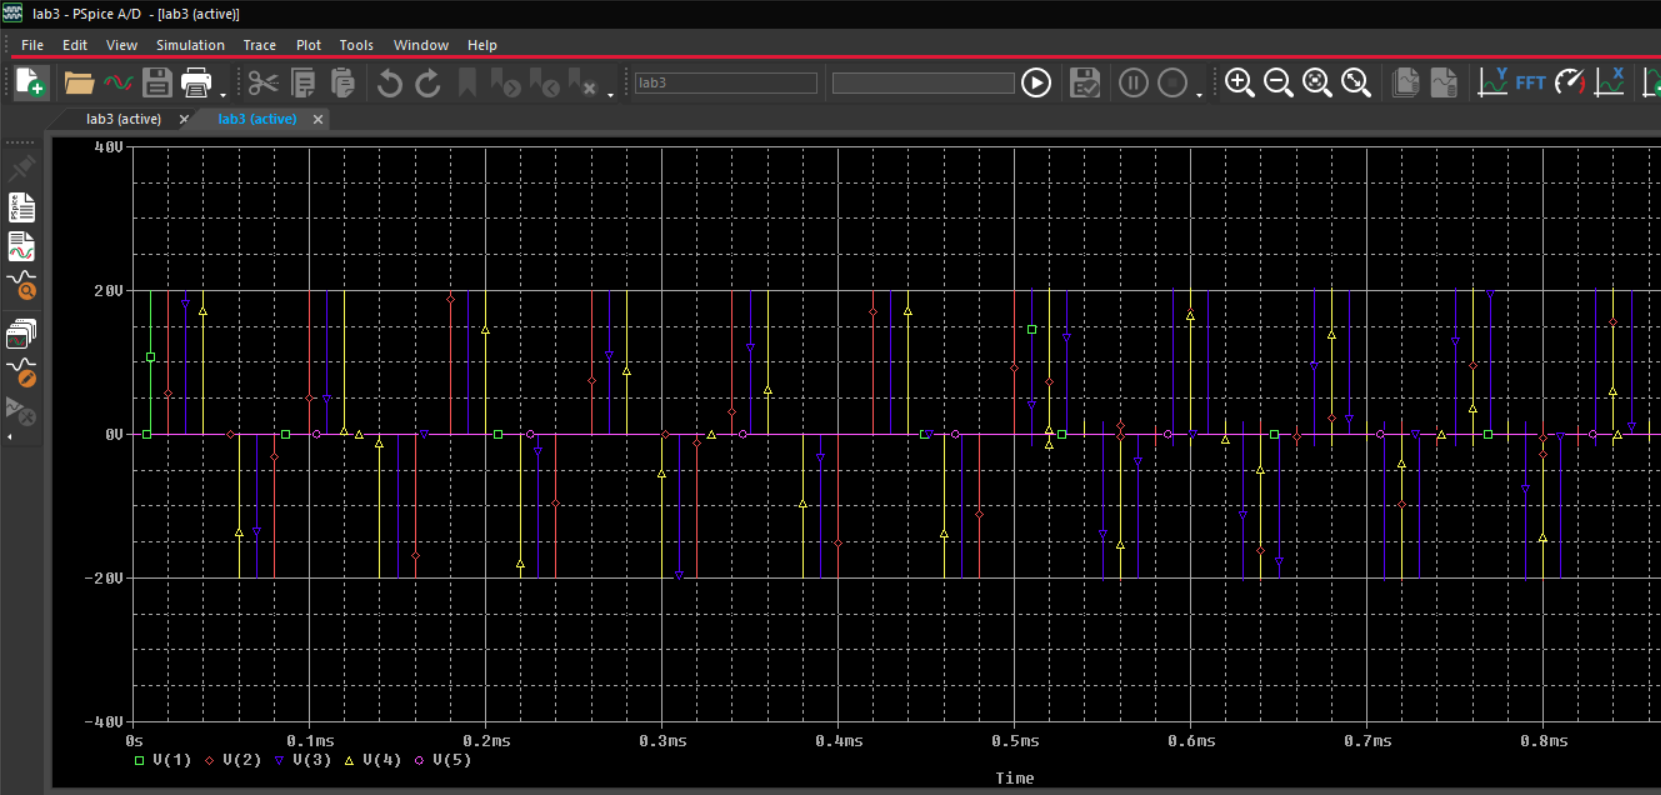 lab3 - PSpice A/D - [lab3 (active)]
File Edit View Simulation Trace Plot Tools Window Help
lab3
Y FFT X
lab3 (active) lab3 (active)
PSpice
40V
20V
0V
-20V
-40V
0s 0.1ms 0.2ms 0.3ms 0.4ms 0.5ms 0.6ms 0.7ms 0.8ms
V(1) V(2) V(3) V(4) V(5)
Time